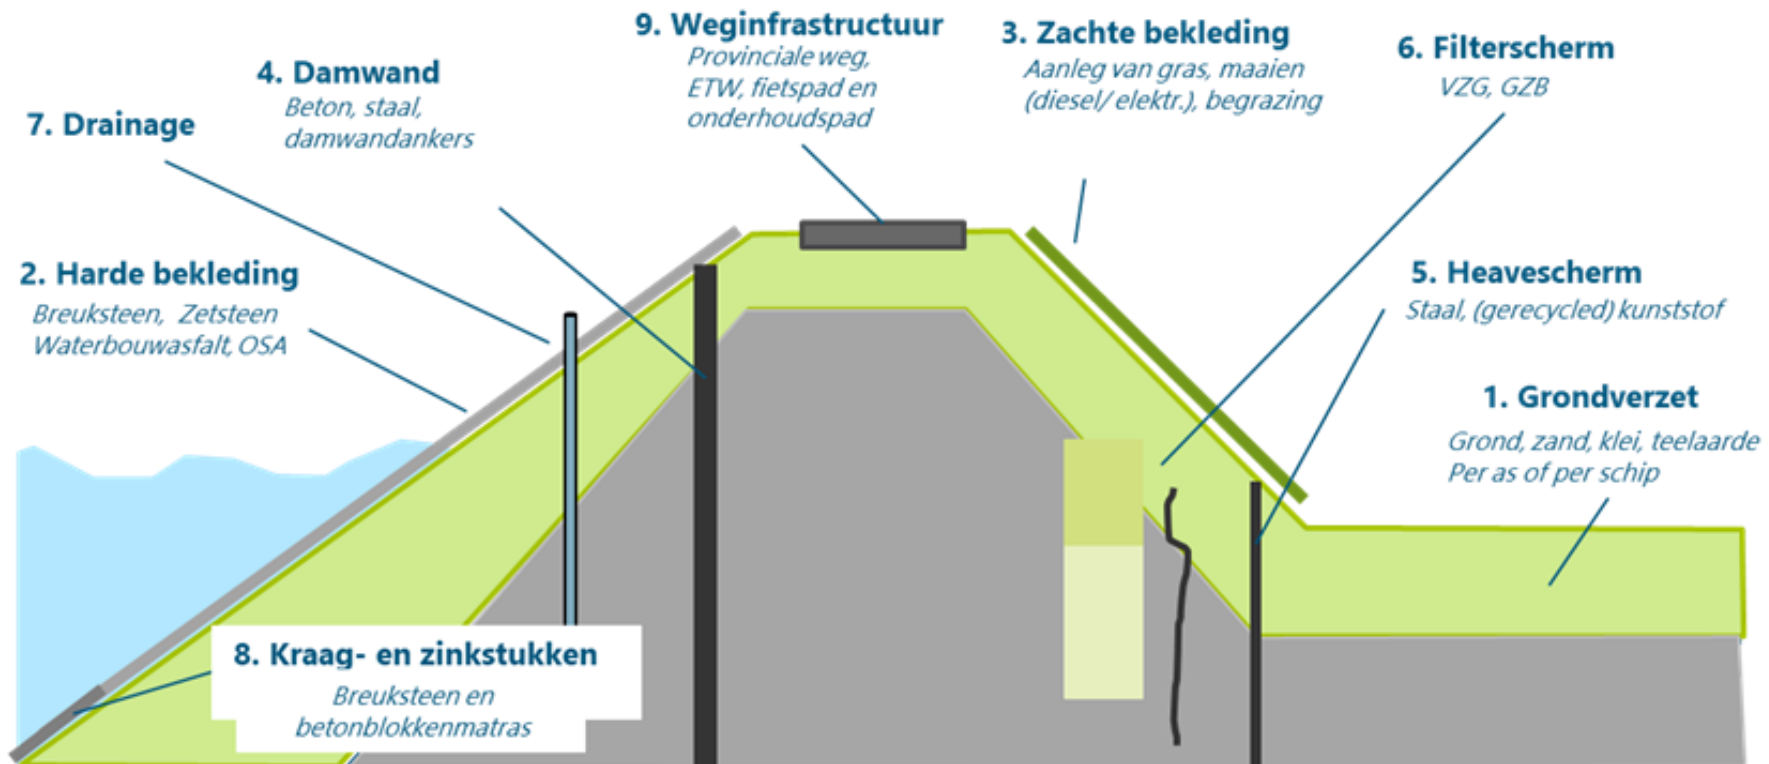 9. Weginfrastructuur
Provinciale weg,
ETW, fietspad en
onderhoudspad
3. Zachte bekleding
Aanleg van gras, maaien
(diesel/ elektr.), begrazing
6. Filterscherm
VZG, GZB
4. Damwand
Beton, staal,
damwandankers
7. Drainage
2. Harde bekleding
Breuksteen, Zetsteen
Waterbouwasfalt, OSA
5. Heavescherm
Staal, (gerecycled) kunststof
1. Grondverzet
Grond, zand, klei, teelaarde
Per as of per schip
8. Kraag- en zinkstukken
Breuksteen en
betonblokkenmatras